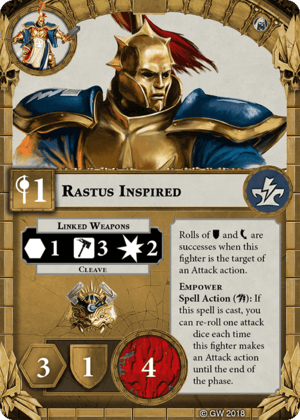 1 RASTUS INSPIRED
LINKED WEAPONS
1 3 2
CLEAVE
Rolls of and are
successes when this
fighter is the target of
an Attack action.
EMPOWER
Spell Action ( ): If
this spell is cast, you
can re-roll one attack
dice each time
this fighter makes
an Attack action
until the end of
the phase.
3 1 4
© GW 2018